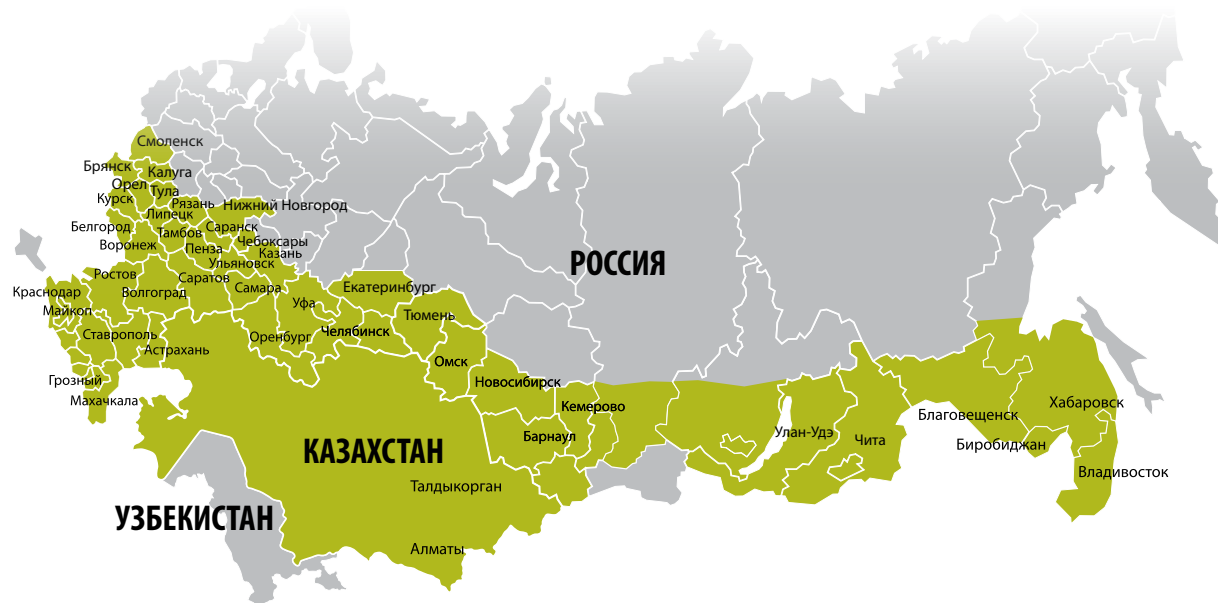 Смоленск
Брянск
Калуга
Орел
Тула
Курск
Рязань
Нижний Новгород
Липецк
Белгород
Тамбов
Саранск
Воронеж
Пенза
Чебоксары
Казань
Ульяновск
РОССИЯ
Ростов
Саратов
Краснодар
Волгоград
Самара
Екатеринбург
Уфа
Майкоп
Тюмень
Ставрополь
Оренбург
Челябинск
Астрахань
Омск
Грозный
Новосибирск
Махачкала
Кемерово
Хабаровск
Благовещенск
Улан-Удэ
Барнаул
Чита
Биробиджан
КАЗАХСТАН
Владивосток
Талдыкорган
УЗБЕКИСТАН
Алматы